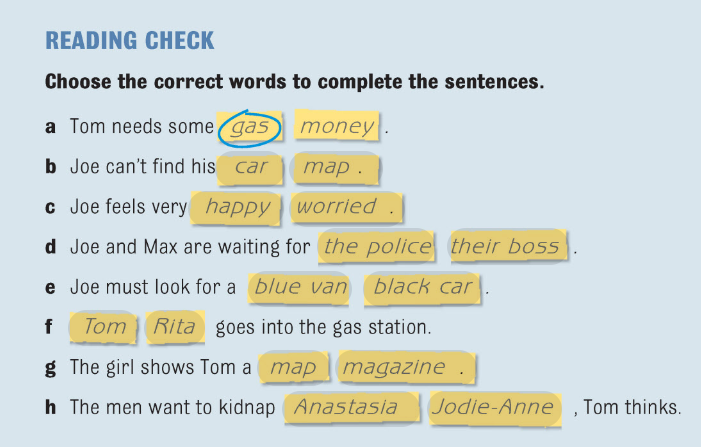 READING CHECK
Choose the correct words to complete the sentences.
a Tom needs some gas money .
b Joe can't find his car map .
c Joe feels very happy worried .
d Joe and Max are waiting for the police their boss .
e Joe must look for a blue van black car .
f Tom Rita goes into the gas station.
g The girl shows Tom a map magazine .
h The men want to kidnap Anastasia Jodie-Anne , Tom thinks.